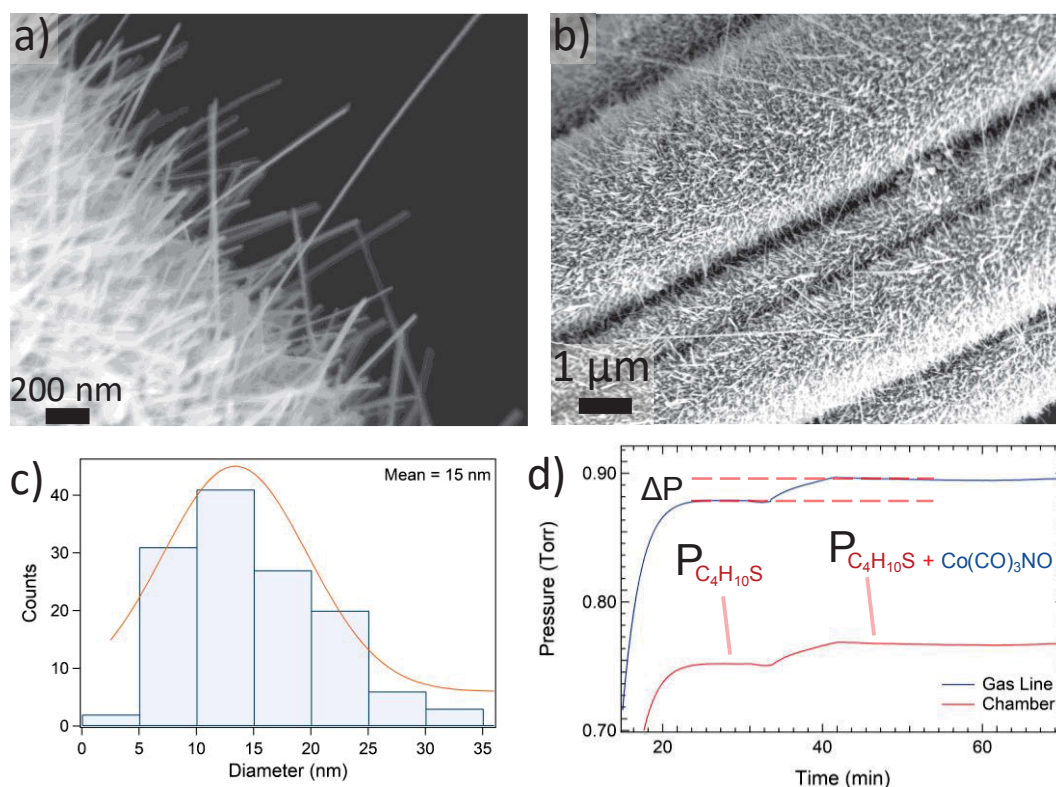 a)
200 nm
b)
1 µm
c)
Mean = 15 nm
Counts
40
30
20
10
0
0 5 10 15 20 25 30 35
Diameter (nm)
d)
Pressure (Torr)
0.90
0.80
0.70
ΔP
P C₄H₁₀S
P C₄H₁₀S + Co(CO)₃NO
Gas Line
Chamber
20 40 60
Time (min)